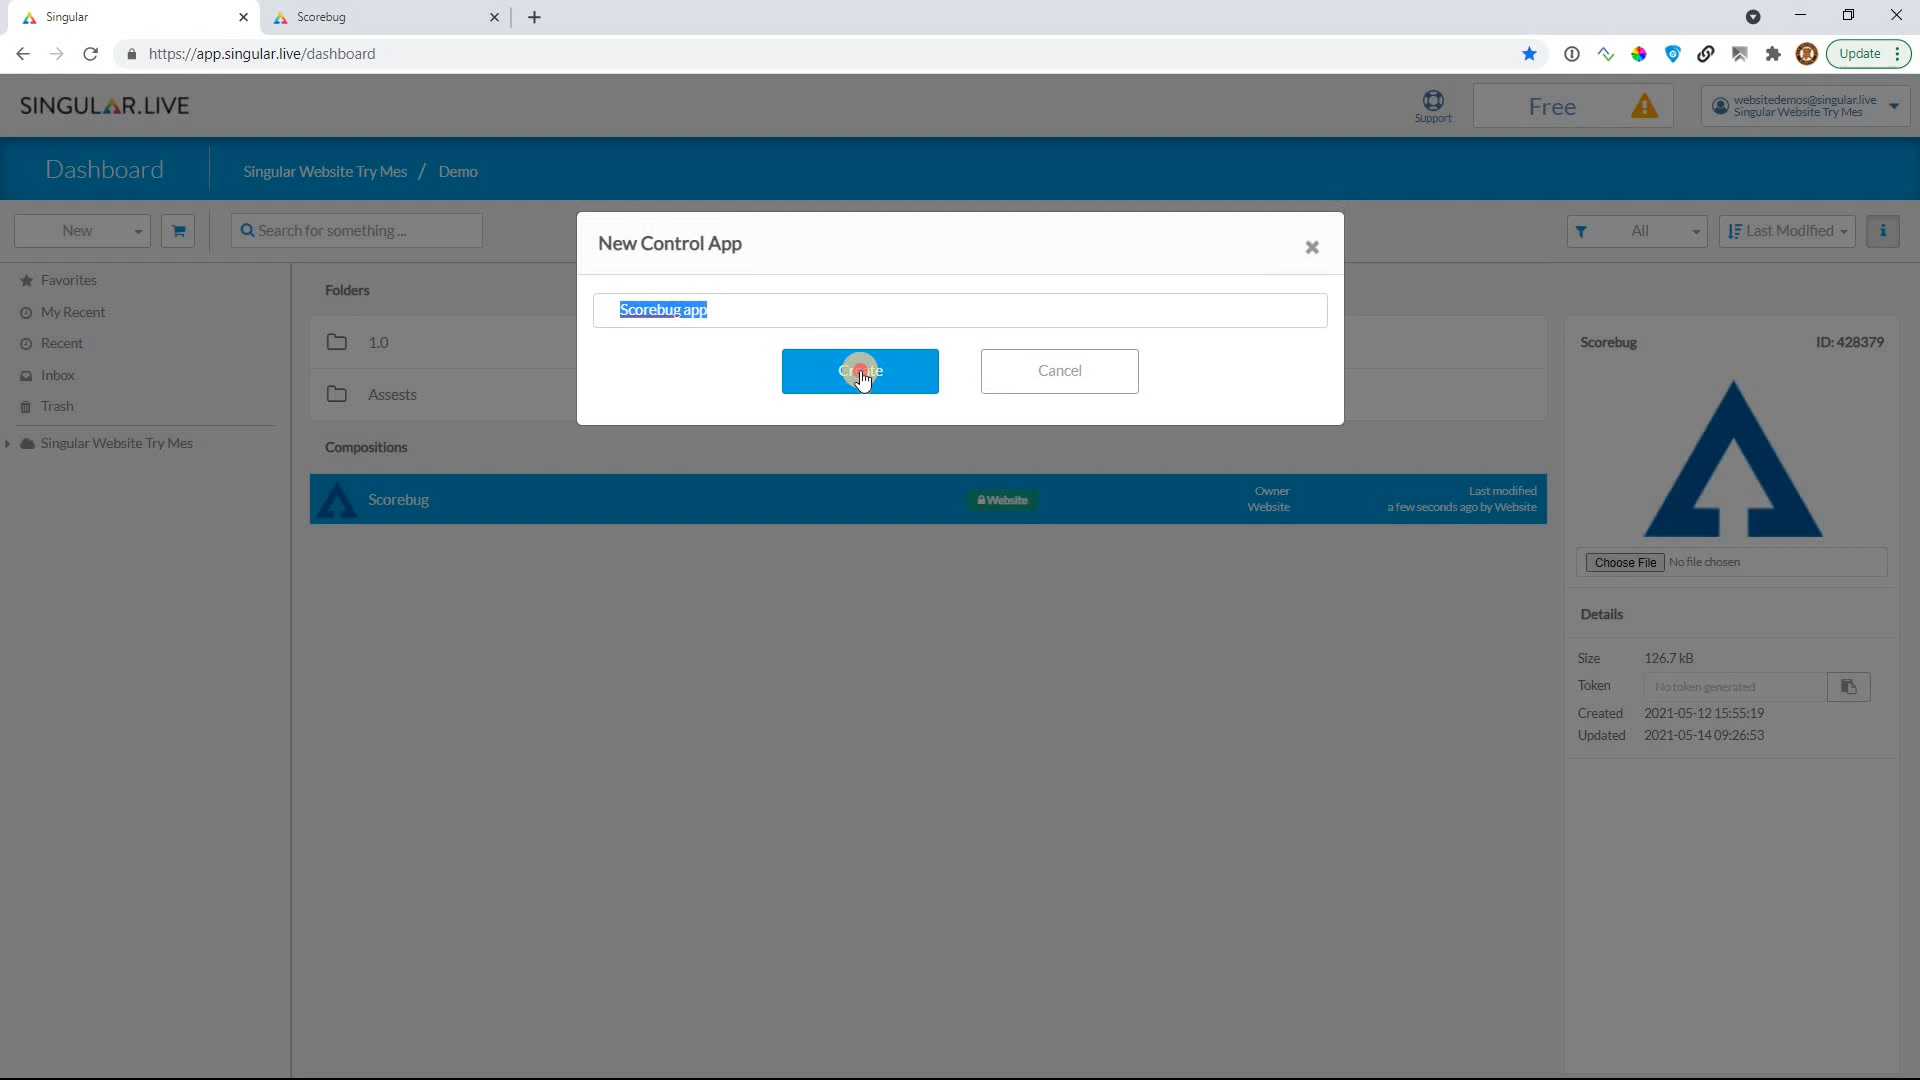 Singular
Scorebug
https://app.singular.live/dashboard
Update
SINGULAR.LIVE
Support
Free
websitedemos@singular.live
Singular Website Try Mes
Dashboard
Singular Website Try Mes / Demo
New
Search for something ...
All
Last Modified
i
New Control App
Scorebug app
Create
Cancel
Favorites
My Recent
Recent
Inbox
Trash
Singular Website Try Mes
Folders
1.0
Assests
Compositions
Scorebug
Website
Owner
Website
Last modified
a few seconds ago by Website
Scorebug
ID: 428379
Choose File No file chosen
Details
Size 126.7 kB
Token No token generated
Created 2021-05-12 15:55:19
Updated 2021-05-14 09:26:53